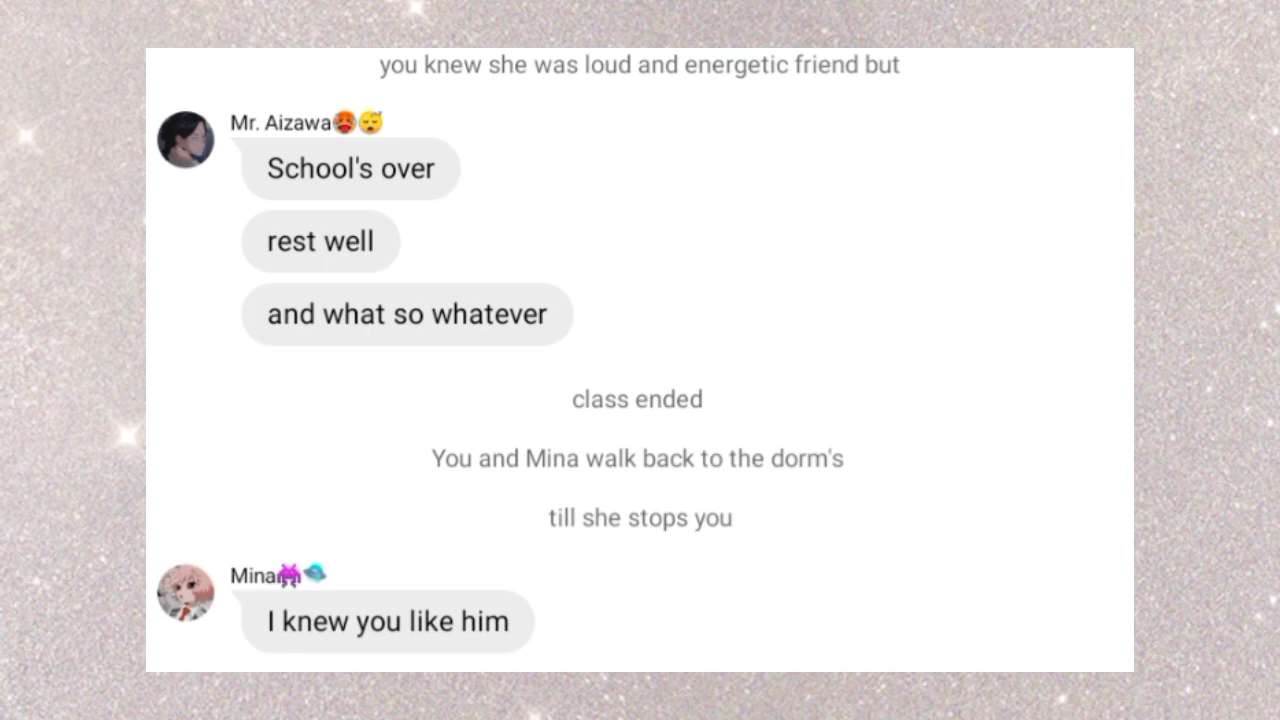 you knew she was loud and energetic friend but
Mr. Aizawa🥵😴
School's over
rest well
and what so whatever
class ended
You and Mina walk back to the dorm's
till she stops you
Mina👾🛸
I knew you like him